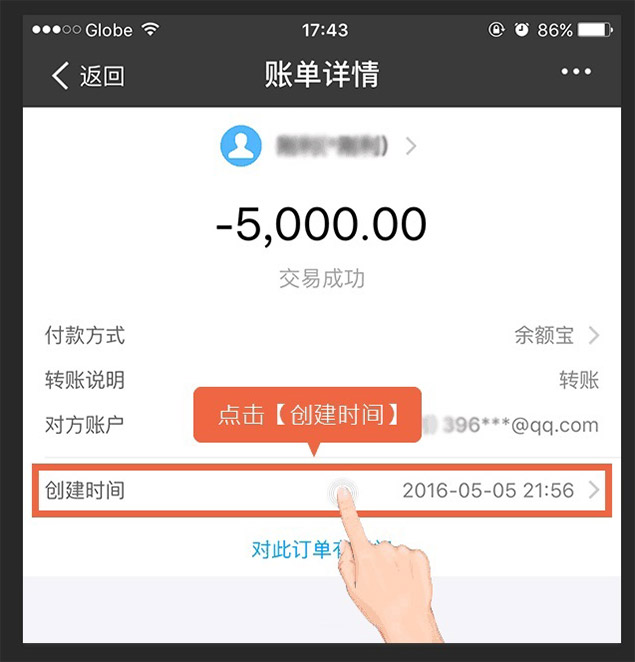 Globe 17:43 86%
返回 账单详情
-5,000.00
交易成功
付款方式 余额宝
转账说明 转账
点击【创建时间】
对方账户 396***@qq.com
创建时间 2016-05-05 21:56
对此订单有